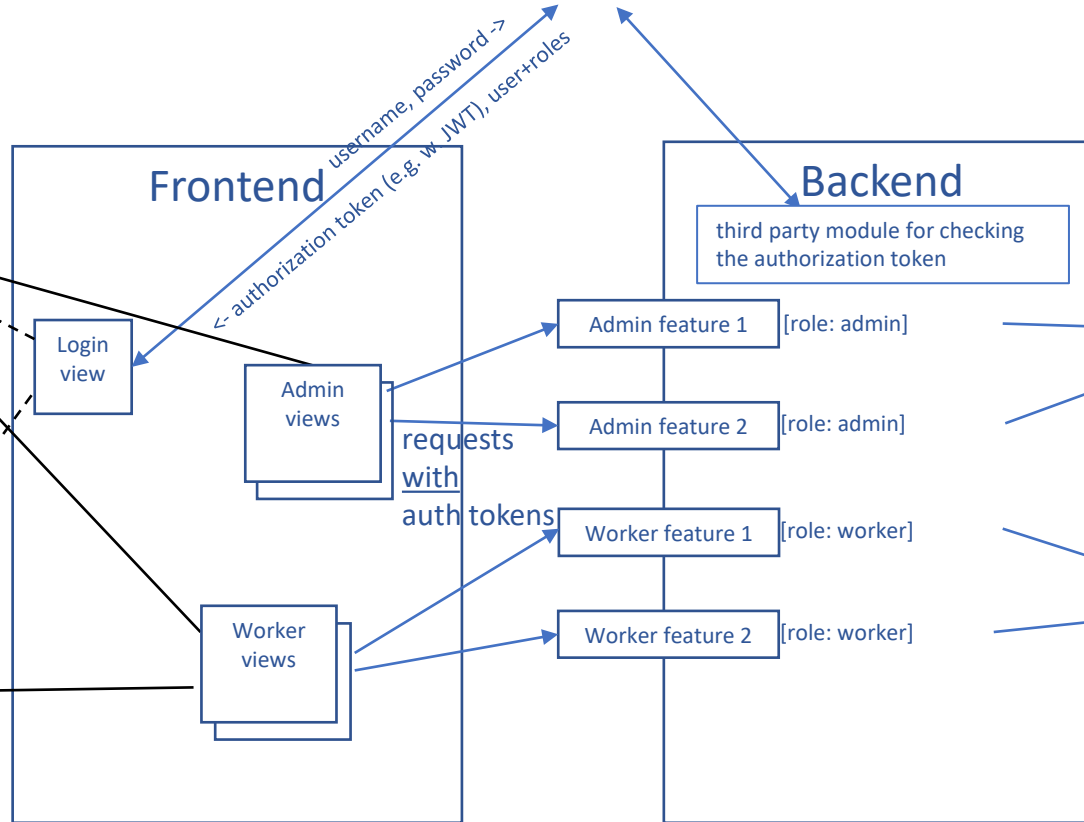 username, password ->
<- authorization token (e.g. w. JWT), user+roles
Frontend
Backend
third party module for checking
the authorization token
Login
view
Admin
views
requests
with
auth tokens
Worker
views
Admin feature 1
[role: admin]
Admin feature 2
[role: admin]
Worker feature 1
[role: worker]
Worker feature 2
[role: worker]